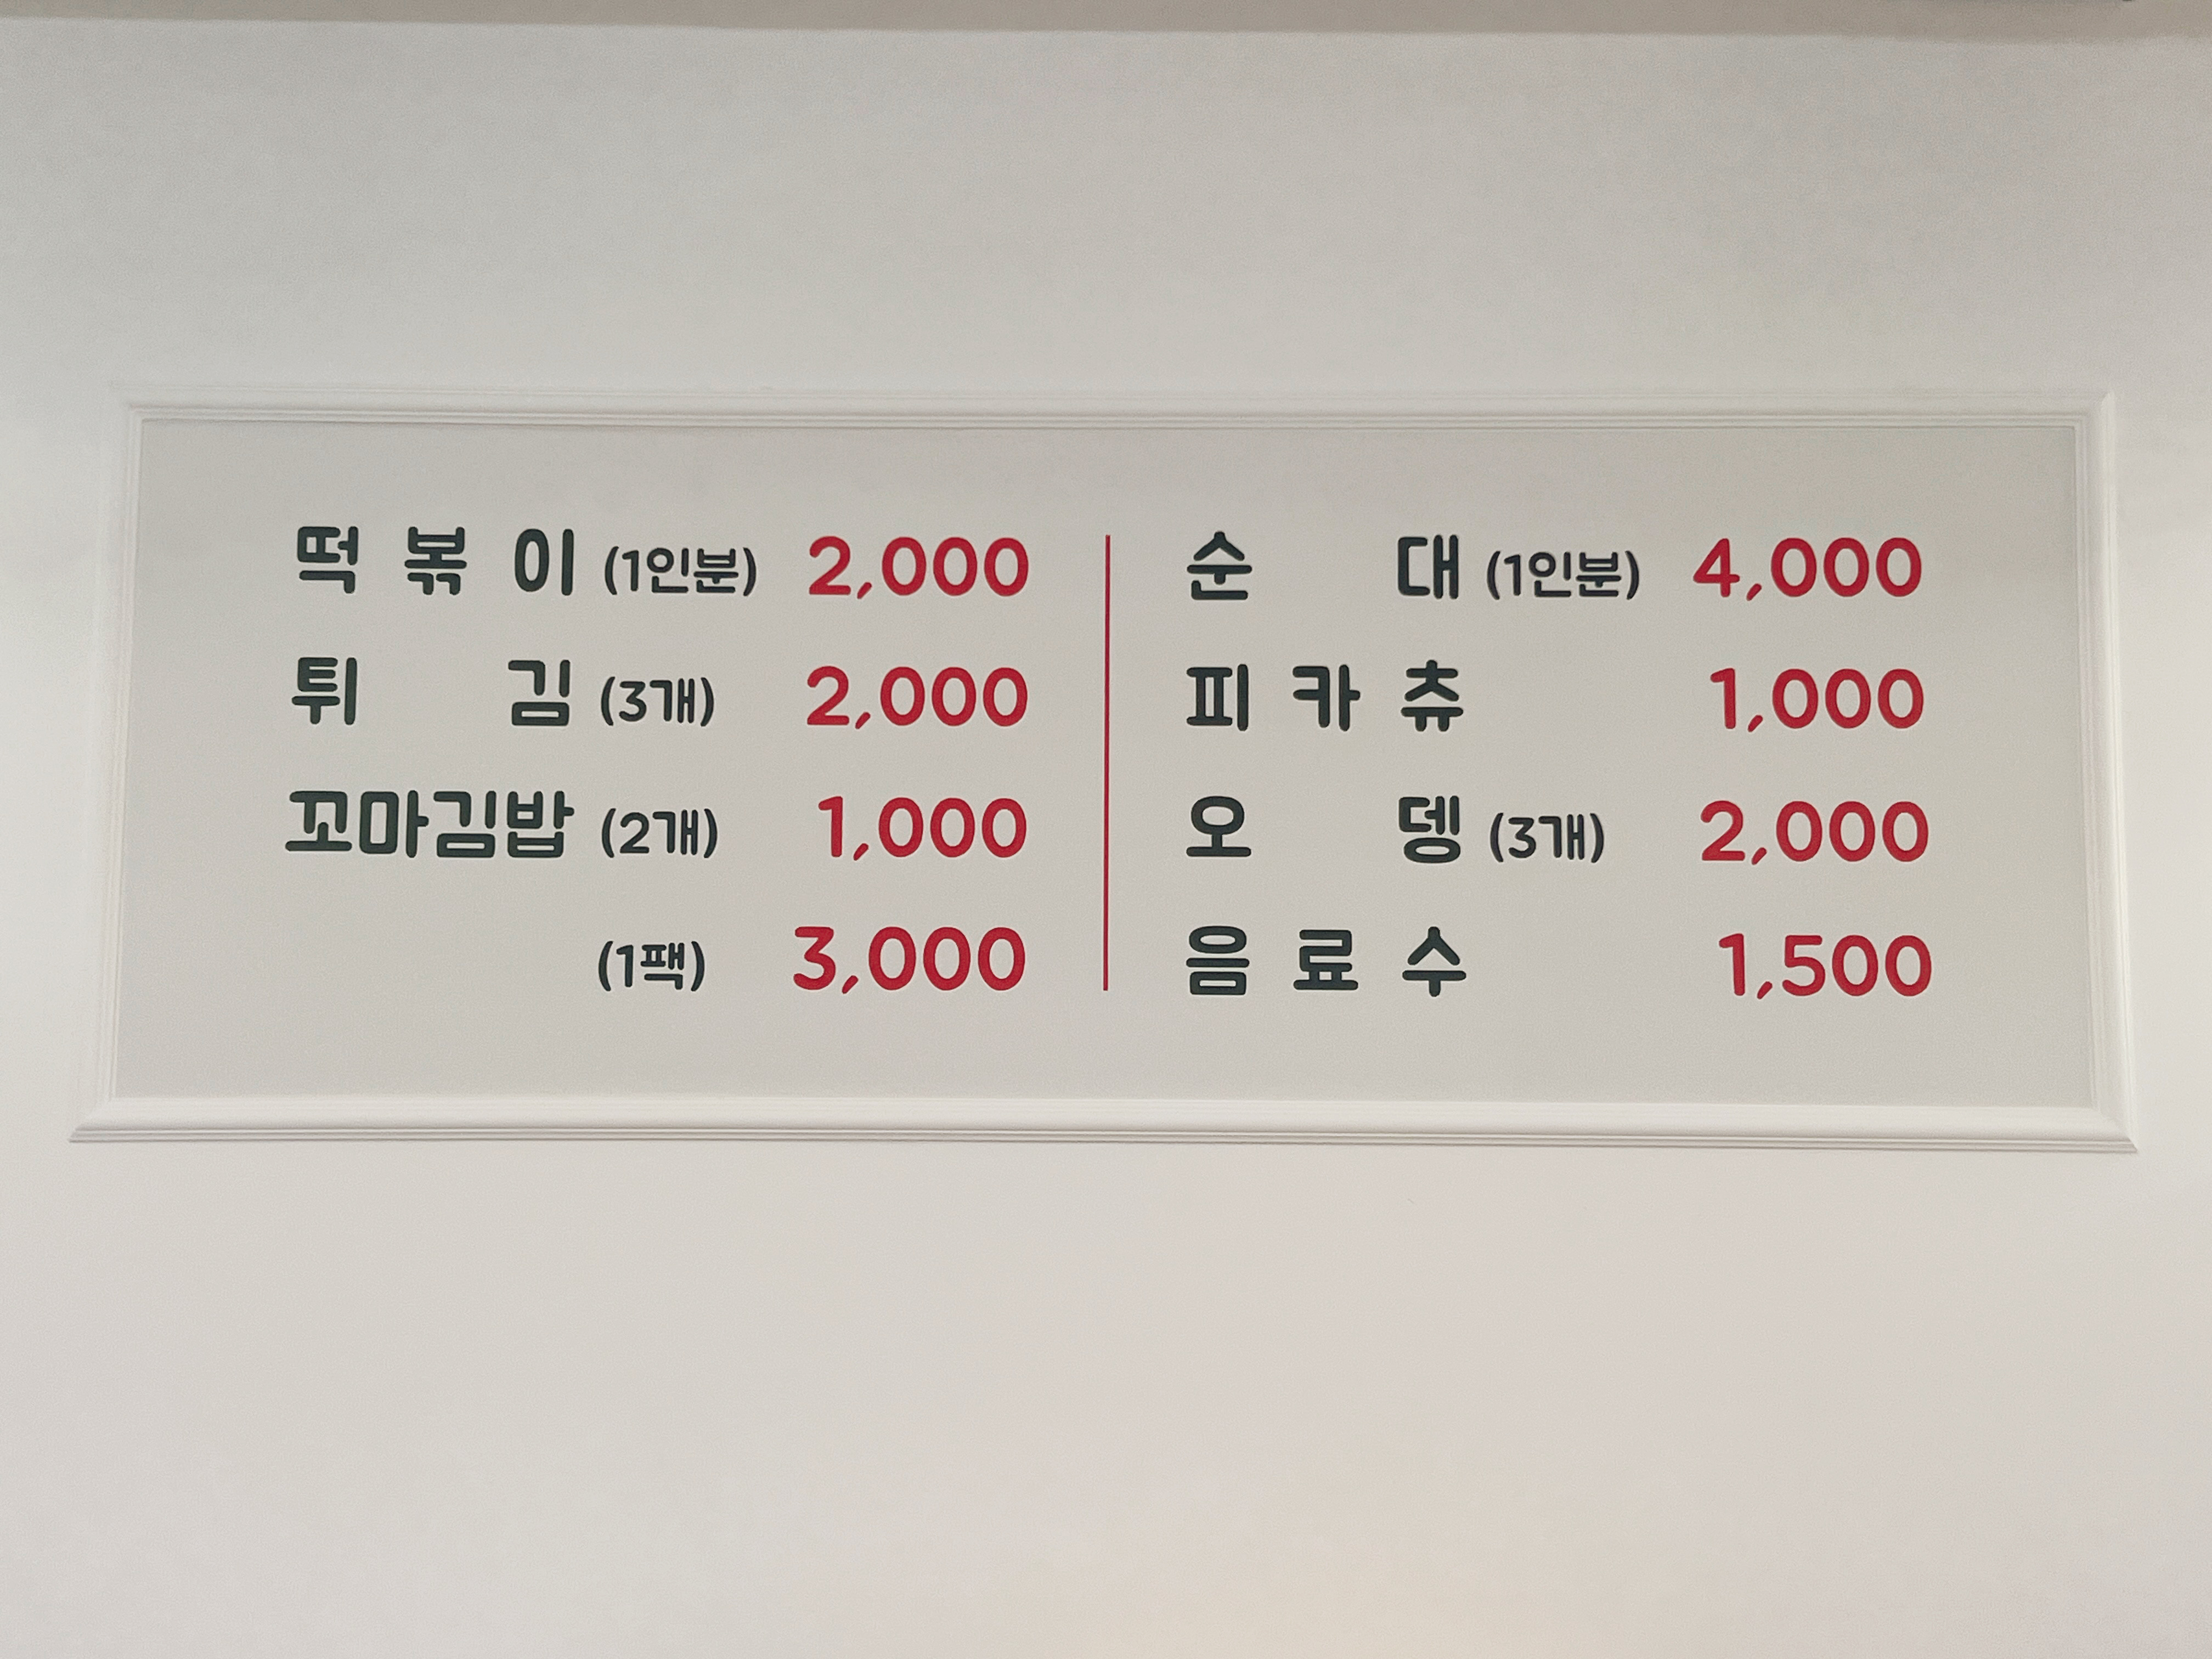 떡볶이 (1인분) 2,000
튀김 (3개) 2,000
꼬마김밥 (2개) 1,000
(1팩) 3,000
순대 (1인분) 4,000
피카츄 1,000
오뎅 (3개) 2,000
음료수 1,500